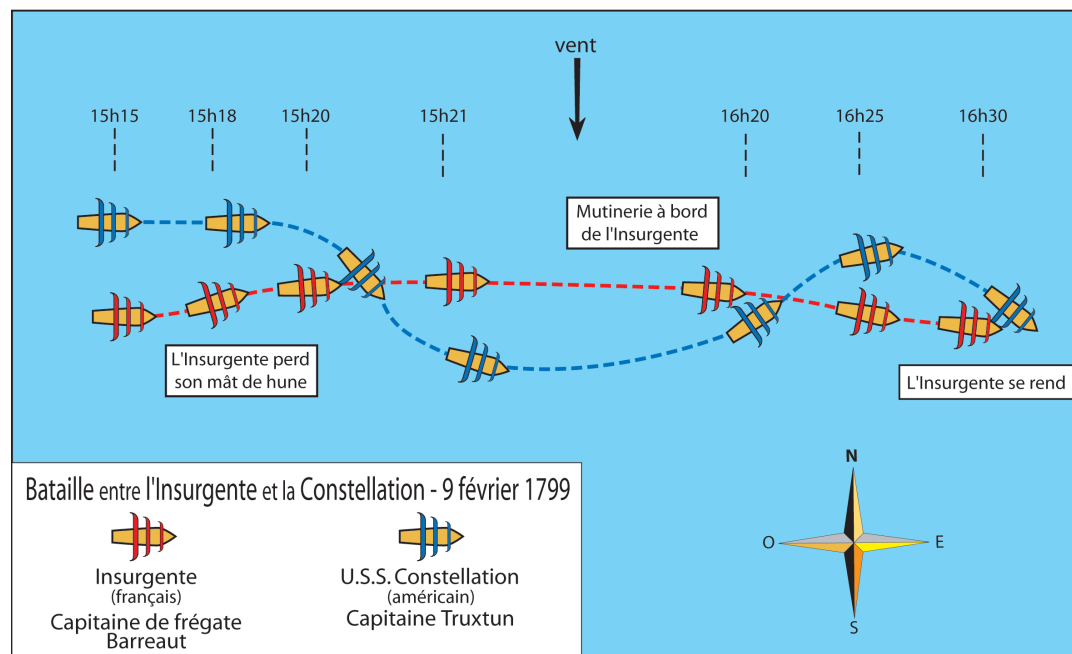 vent
15h15
15h18
15h20
15h21
16h20
16h25
16h30
Mutinerie à bord
de l'Insurgente
L'Insurgente perd
son mât de hune
L'Insurgente se rend
Bataille entre l'Insurgente et la Constellation - 9 février 1799
Insurgente
(français)
Capitaine de frégate
Barreaut
U.S.S. Constellation
(américain)
Capitaine Truxtun
N
O
E
S